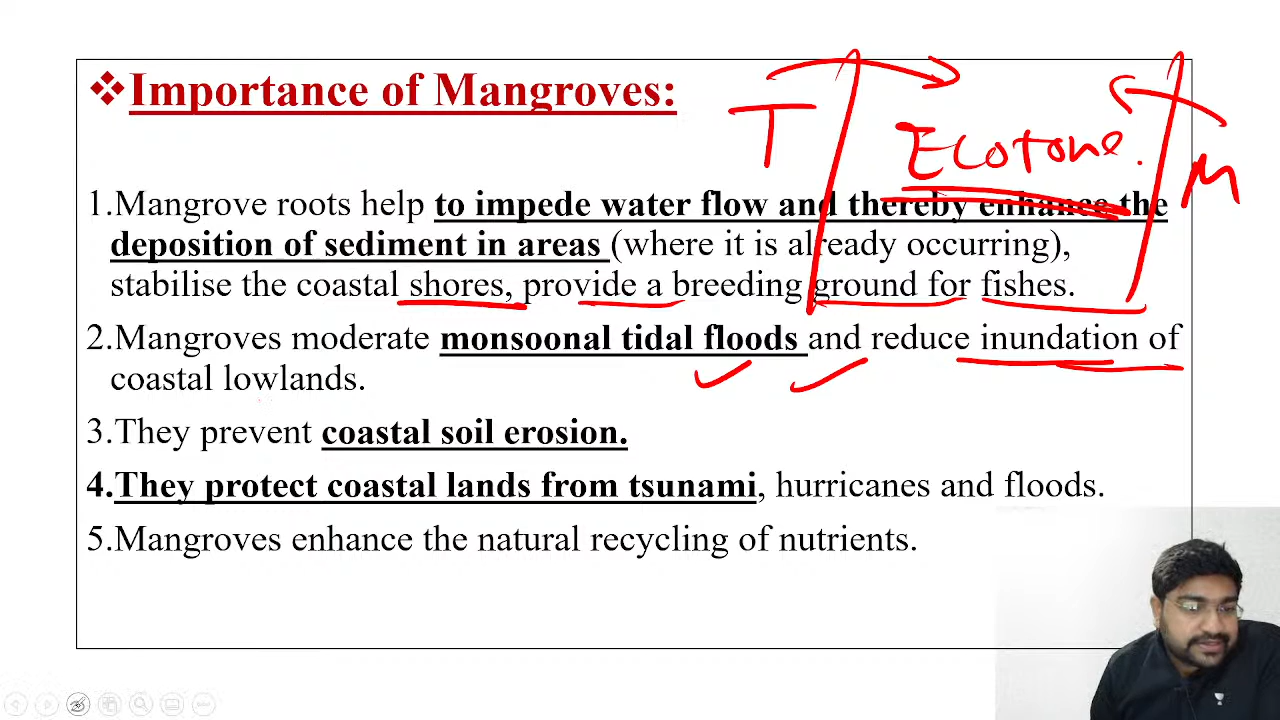 ❖Importance of Mangroves:
T
Ecotone.
M
1.Mangrove roots help to impede water flow and thereby enhance the
deposition of sediment in areas (where it is already occurring),
stabilise the coastal shores, provide a breeding ground for fishes.
2.Mangroves moderate monsoonal tidal floods and reduce inundation of
coastal lowlands.
3.They prevent coastal soil erosion.
4.They protect coastal lands from tsunami, hurricanes and floods.
5.Mangroves enhance the natural recycling of nutrients.